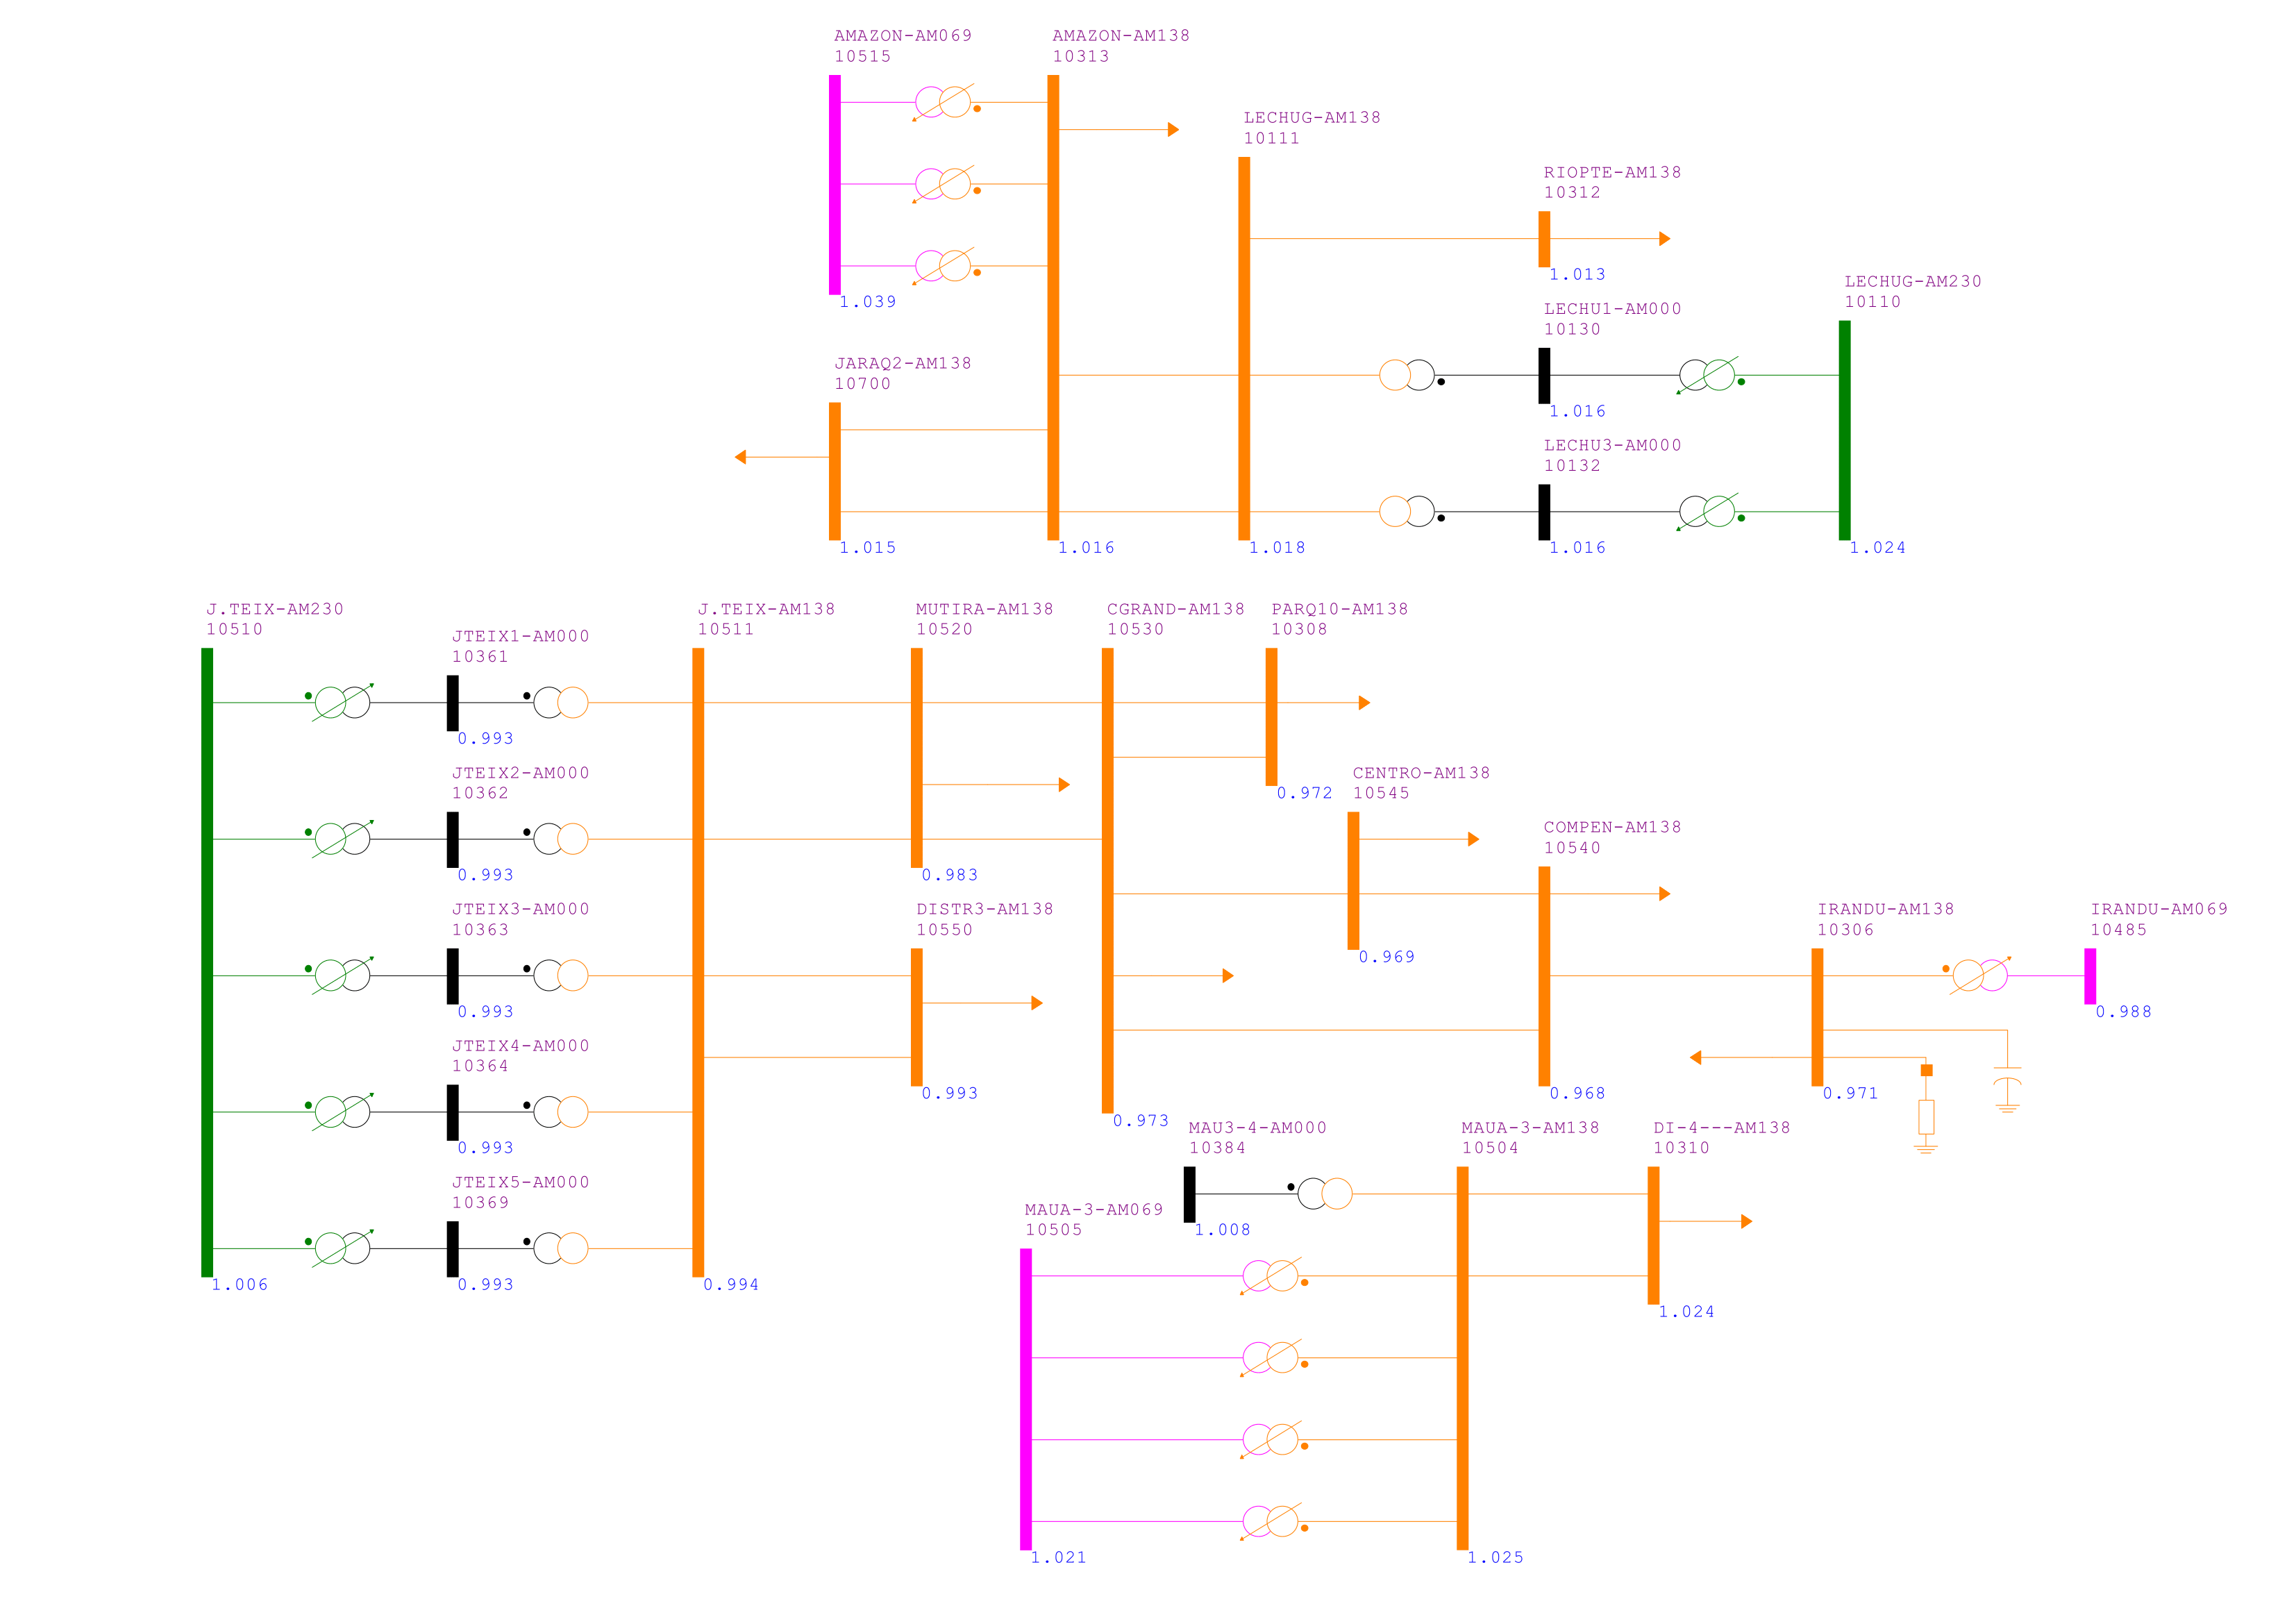 AMAZON-AM069
10515
1.039
AMAZON-AM138
10313
1.016
LECHUG-AM138
10111
1.018
RIOPTE-AM138
10312
1.013
LECHU1-AM000
10130
1.016
LECHUG-AM230
10110
1.024
JARAQ2-AM138
10700
1.015
LECHU3-AM000
10132
1.016
J.TEIX-AM230
10510
1.006
JTEIX1-AM000
10361
0.993
JTEIX2-AM000
10362
0.993
JTEIX3-AM000
10363
0.993
JTEIX4-AM000
10364
0.993
JTEIX5-AM000
10369
0.993
J.TEIX-AM138
10511
0.994
MUTIRA-AM138
10520
0.983
DISTR3-AM138
10550
0.993
CGRAND-AM138
10530
0.973
PARQ10-AM138
10308
0.972
CENTRO-AM138
10545
0.969
COMPEN-AM138
10540
0.968
IRANDU-AM138
10306
0.971
IRANDU-AM069
10485
0.988
MAU3-4-AM000
10384
1.008
MAUA-3-AM138
10504
1.025
DI-4---AM138
10310
1.024
MAUA-3-AM069
10505
1.021